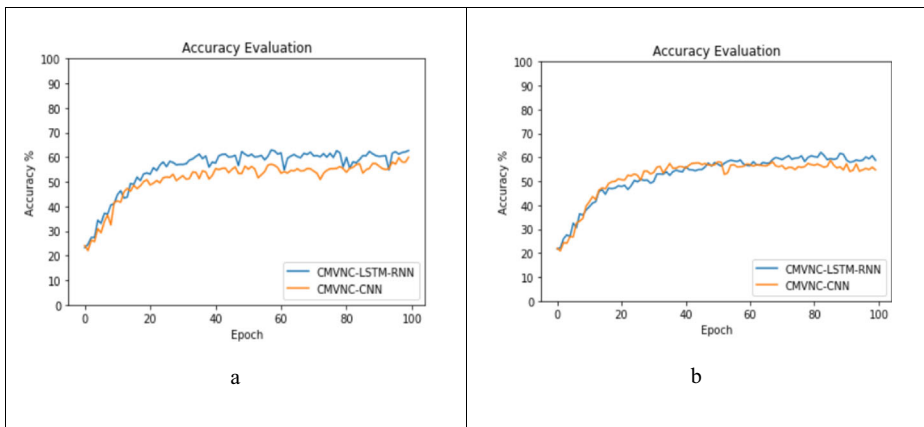 Accuracy Evaluation
100
90
80
70
60
50
40
30
20
10
0
Accuracy %
0 20 40 60 80 100
Epoch
CMVNC-LSTM-RNN
CMVNC-CNN
a
Accuracy Evaluation
100
90
80
70
60
50
40
30
20
10
0
Accuracy %
0 20 40 60 80 100
Epoch
CMVNC-LSTM-RNN
CMVNC-CNN
b